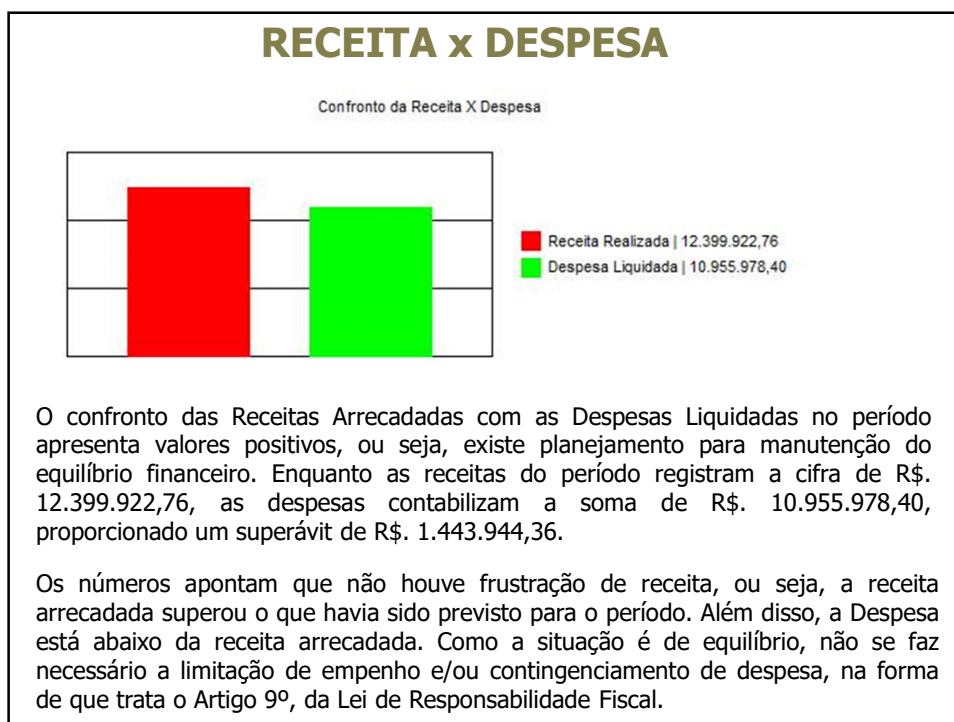 RECEITA x DESPESA
Confronto da Receita X Despesa
Receita Realizada | 12.399.922,76
Despesa Liquidada | 10.955.978,40
O confronto das Receitas Arrecadadas com as Despesas Liquidadas no período
apresenta valores positivos, ou seja, existe planejamento para manutenção do
equilíbrio financeiro. Enquanto as receitas do período registram a cifra de R$.
12.399.922,76, as despesas contabilizam a soma de R$. 10.955.978,40,
proporcionado um superávit de R$. 1.443.944,36.
Os números apontam que não houve frustração de receita, ou seja, a receita
arrecadada superou o que havia sido previsto para o período. Além disso, a Despesa
está abaixo da receita arrecadada. Como a situação é de equilíbrio, não se faz
necessário a limitação de empenho e/ou contingenciamento de despesa, na forma
de que trata o Artigo 9º, da Lei de Responsabilidade Fiscal.